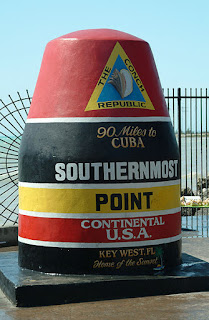 THE CONCH
REPUBLIC
90 Miles to
CUBA
SOUTHERNMOST
POINT
CONTINENTAL
U.S.A.
KEY WEST, FL
Home of the Sunset